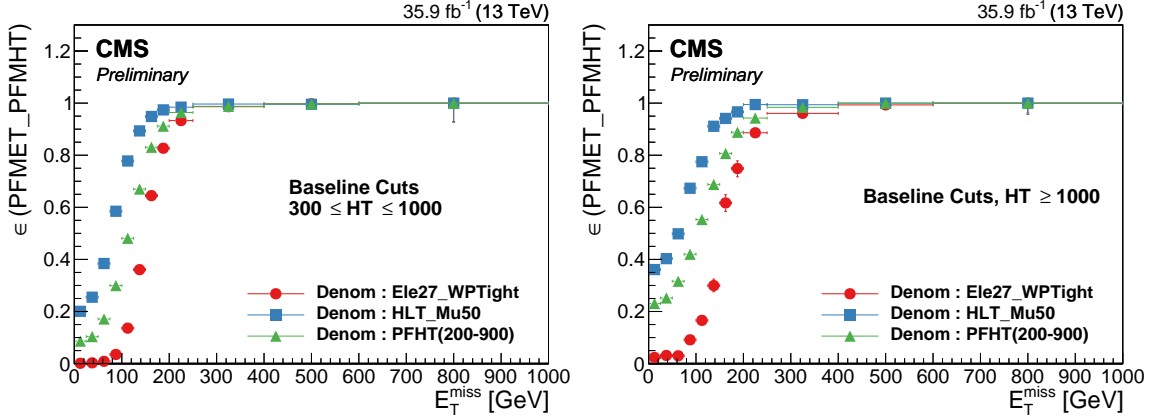 35.9 fb⁻¹ (13 TeV)
CMS
Preliminary
ϵ (PFMET_PFMHT)
1.2
1
0.8
0.6
0.4
0.2
0
Baseline Cuts
300 ≤ HT ≤ 1000
Denom : Ele27_WPTight
Denom : HLT_Mu50
Denom : PFHT(200-900)
0 100 200 300 400 500 600 700 800 900 1000
E_T^miss [GeV]
35.9 fb⁻¹ (13 TeV)
CMS
Preliminary
ϵ (PFMET_PFMHT)
1.2
1
0.8
0.6
0.4
0.2
0
Baseline Cuts, HT ≥ 1000
Denom : Ele27_WPTight
Denom : HLT_Mu50
Denom : PFHT(200-900)
0 100 200 300 400 500 600 700 800 900 1000
E_T^miss [GeV]